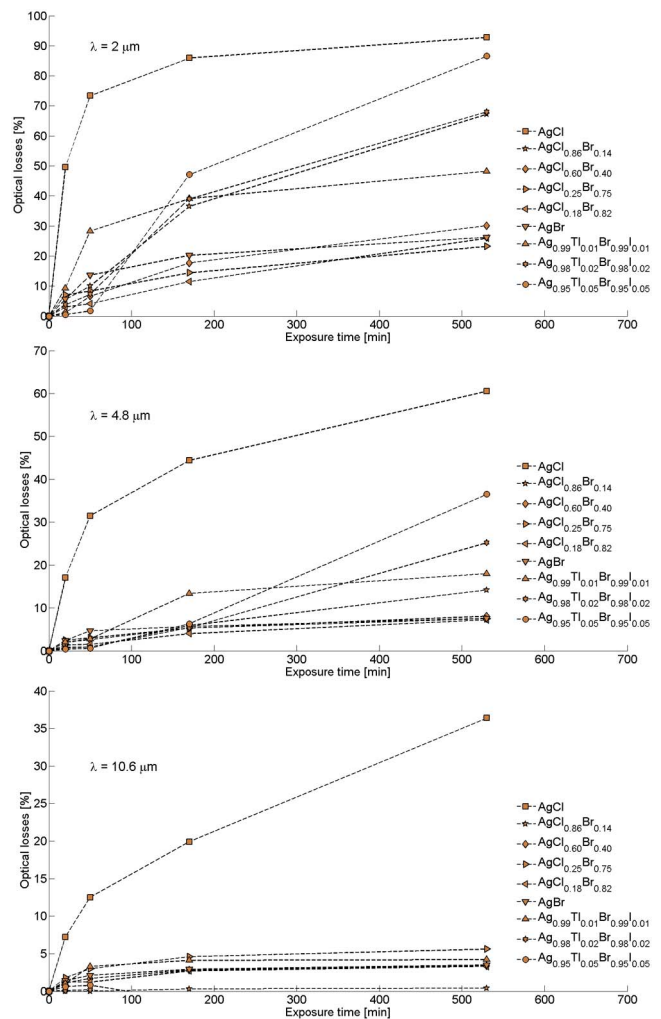 100
90
80
70
60
50
40
30
20
10
0
Optical losses [%]
λ = 2 μm
0 100 200 300 400 500 600 700
Exposure time [min]
AgCl
AgCl0.86Br0.14
AgCl0.60Br0.40
AgCl0.25Br0.75
AgCl0.18Br0.82
AgBr
Ag0.99Tl0.01Br0.99I0.01
Ag0.98Tl0.02Br0.98I0.02
Ag0.95Tl0.05Br0.95I0.05
70
60
50
40
30
20
10
0
Optical losses [%]
λ = 4.8 μm
0 100 200 300 400 500 600 700
Exposure time [min]
AgCl
AgCl0.86Br0.14
AgCl0.60Br0.40
AgCl0.25Br0.75
AgCl0.18Br0.82
AgBr
Ag0.99Tl0.01Br0.99I0.01
Ag0.98Tl0.02Br0.98I0.02
Ag0.95Tl0.05Br0.95I0.05
40
35
30
25
20
15
10
5
0
Optical losses [%]
λ = 10.6 μm
0 100 200 300 400 500 600 700
Exposure time [min]
AgCl
AgCl0.86Br0.14
AgCl0.60Br0.40
AgCl0.25Br0.75
AgCl0.18Br0.82
AgBr
Ag0.99Tl0.01Br0.99I0.01
Ag0.98Tl0.02Br0.98I0.02
Ag0.95Tl0.05Br0.95I0.05